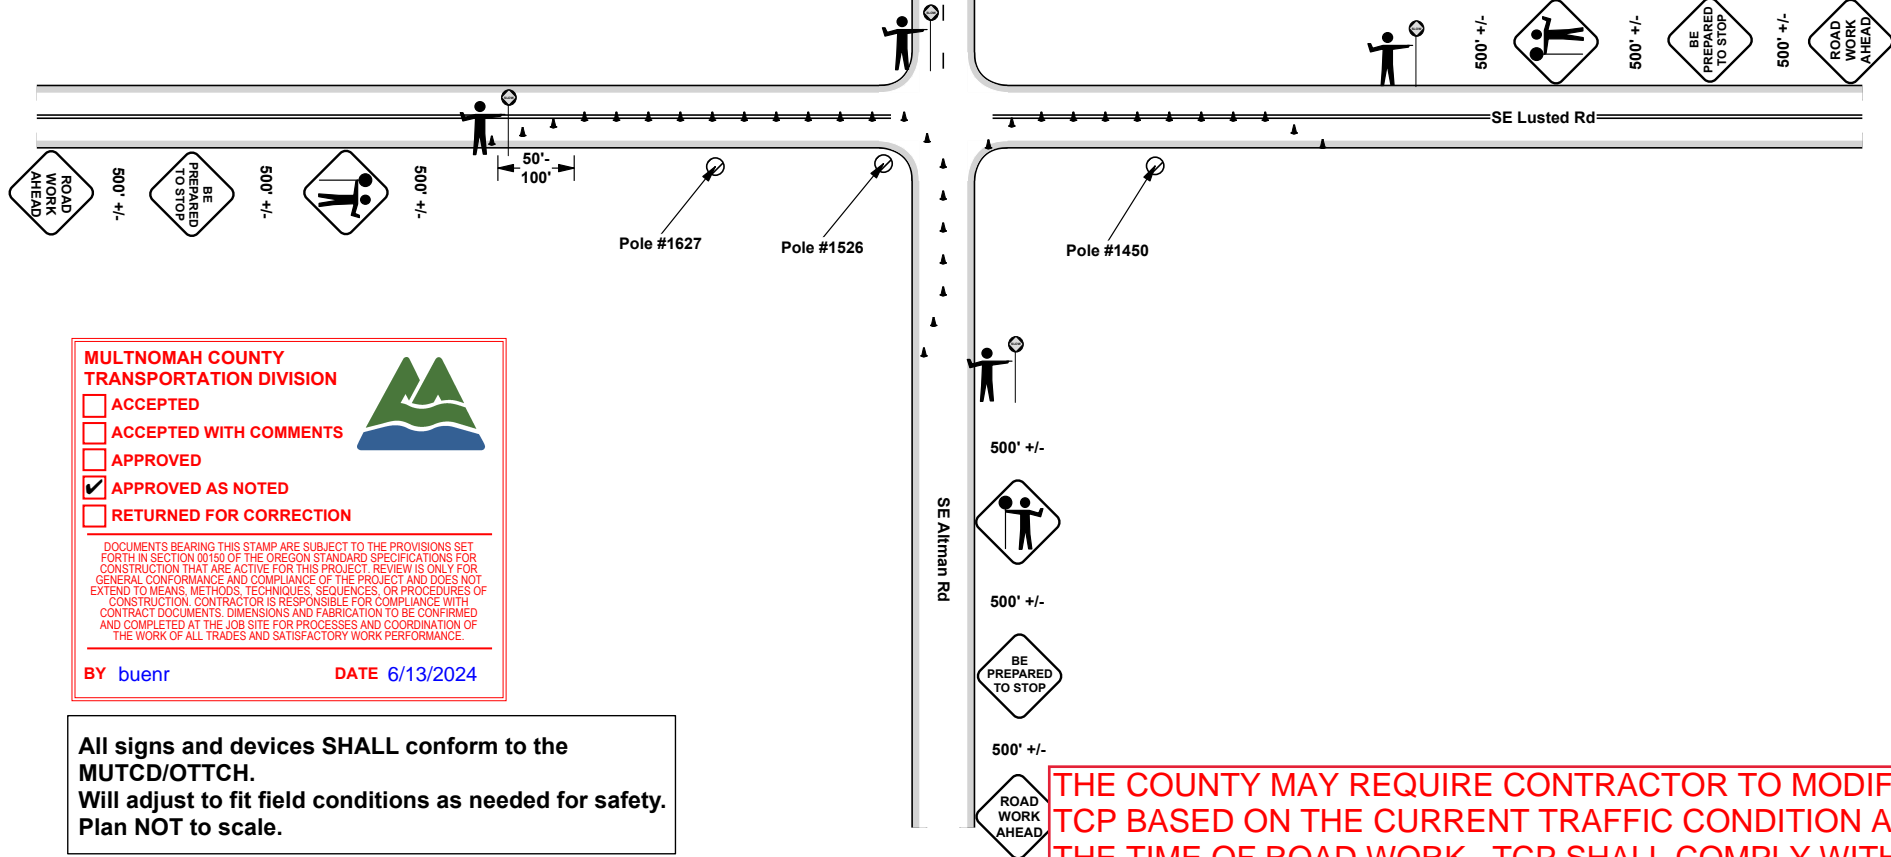 500' +/-
500' +/-
BE
PREPARED
TO STOP
500' +/-
ROAD
WORK
AHEAD
SE Lusted Rd
ROAD
WORK
AHEAD
500' +/-
BE
PREPARED
TO STOP
500' +/-
500' +/-
50'-
100'
Pole #1627
Pole #1526
Pole #1450
MULTNOMAH COUNTY
TRANSPORTATION DIVISION
ACCEPTED
ACCEPTED WITH COMMENTS
APPROVED
APPROVED AS NOTED
RETURNED FOR CORRECTION
DOCUMENTS BEARING THIS STAMP ARE SUBJECT TO THE PROVISIONS SET
FORTH IN SECTION 00150 OF THE OREGON STANDARD SPECIFICATIONS FOR
CONSTRUCTION THAT ARE ACTIVE FOR THIS PROJECT. REVIEW IS ONLY FOR
GENERAL CONFORMANCE AND COMPLIANCE OF THE PROJECT AND DOES NOT
EXTEND TO MEANS, METHODS, TECHNIQUES, SEQUENCES, OR PROCEDURES OF
CONSTRUCTION. CONTRACTOR IS RESPONSIBLE FOR COMPLIANCE WITH
CONTRACT DOCUMENTS. DIMENSIONS AND FABRICATION TO BE CONFIRMED
AND COMPLETED AT THE JOB SITE FOR PROCESSES AND COORDINATION OF
THE WORK OF ALL TRADES AND SATISFACTORY WORK PERFORMANCE.
BY buenr DATE 6/13/2024
All signs and devices SHALL conform to the
MUTCD/OTTCH.
Will adjust to fit field conditions as needed for safety.
Plan NOT to scale.
SE Altman Rd
500' +/-
500' +/-
BE
PREPARED
TO STOP
500' +/-
ROAD
WORK
AHEAD
THE COUNTY MAY REQUIRE CONTRACTOR TO MODIF
TCP BASED ON THE CURRENT TRAFFIC CONDITION A
THE TIME OF ROAD WORK. TCP SHALL COMPLY WITH